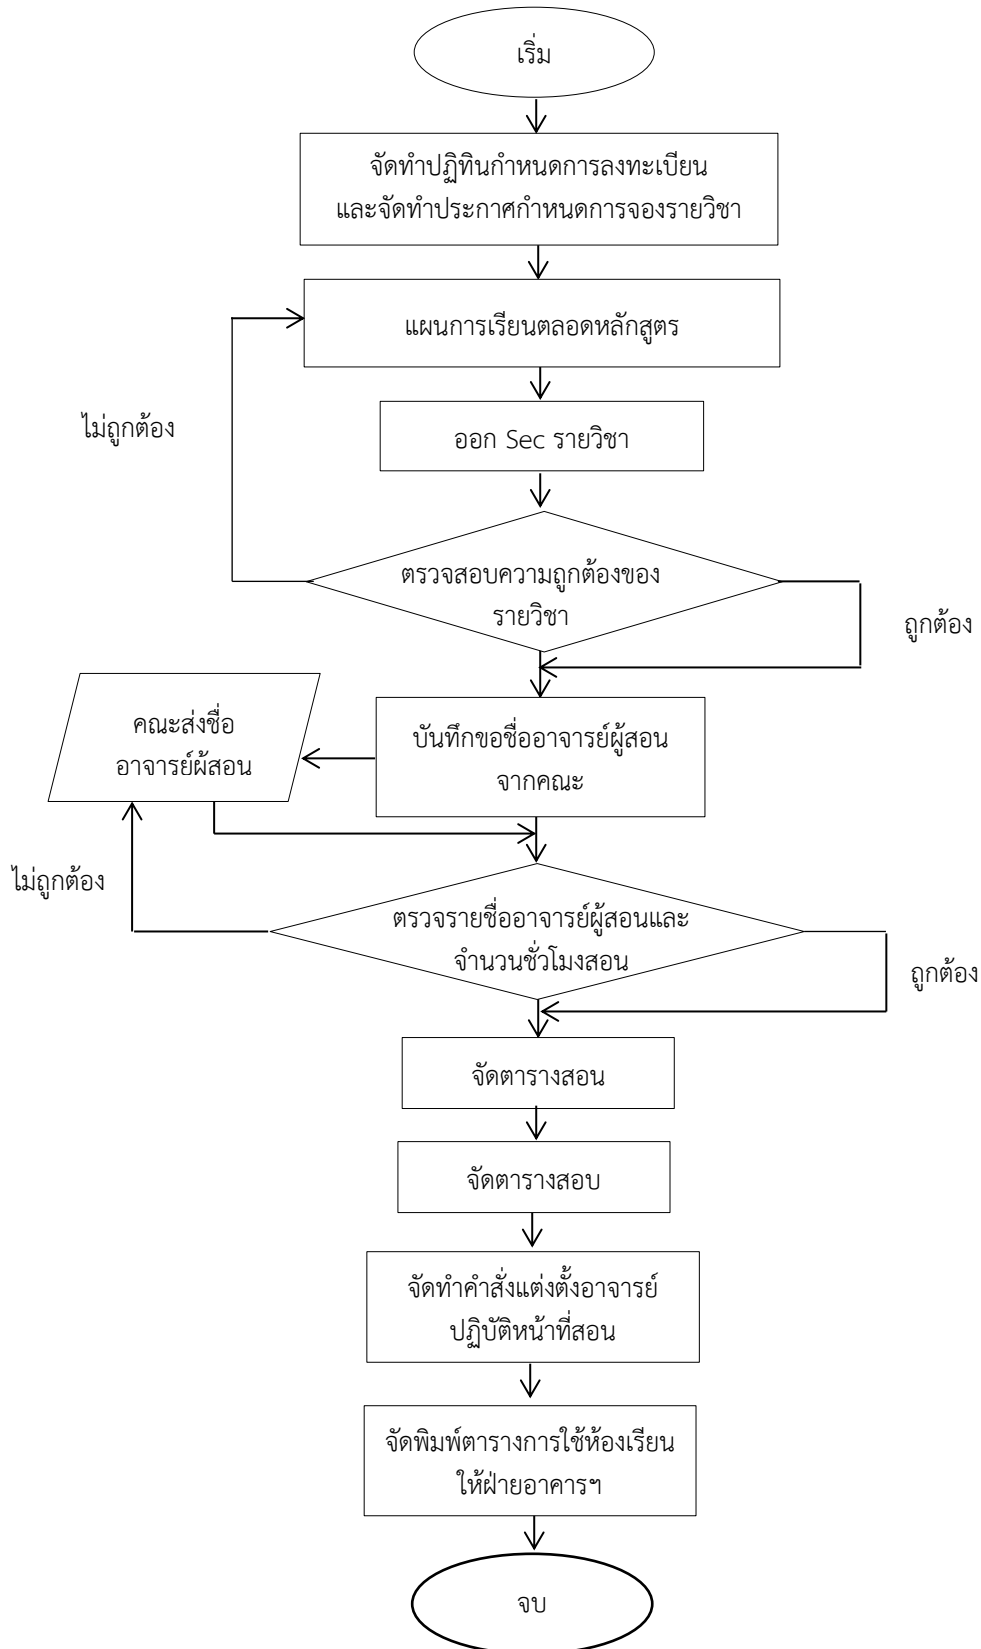 เริ่ม
จัดทำปฏิทินกำหนดการลงทะเบียน
และจัดทำประกาศกำหนดการจองรายวิชา
แผนการเรียนตลอดหลักสูตร
ไม่ถูกต้อง
ออก Sec รายวิชา
ตรวจสอบความถูกต้องของ
รายวิชา
ถูกต้อง
คณะส่งชื่อ
อาจารย์ผู้สอน
บันทึกขอชื่ออาจารย์ผู้สอน
จากคณะ
ไม่ถูกต้อง
ตรวจรายชื่ออาจารย์ผู้สอนและ
จำนวนชั่วโมงสอน
ถูกต้อง
จัดตารางสอน
จัดตารางสอบ
จัดทำคำสั่งแต่งตั้งอาจารย์
ปฏิบัติหน้าที่สอน
จัดพิมพ์ตารางการใช้ห้องเรียน
ให้ฝ่ายอาคารฯ
จบ